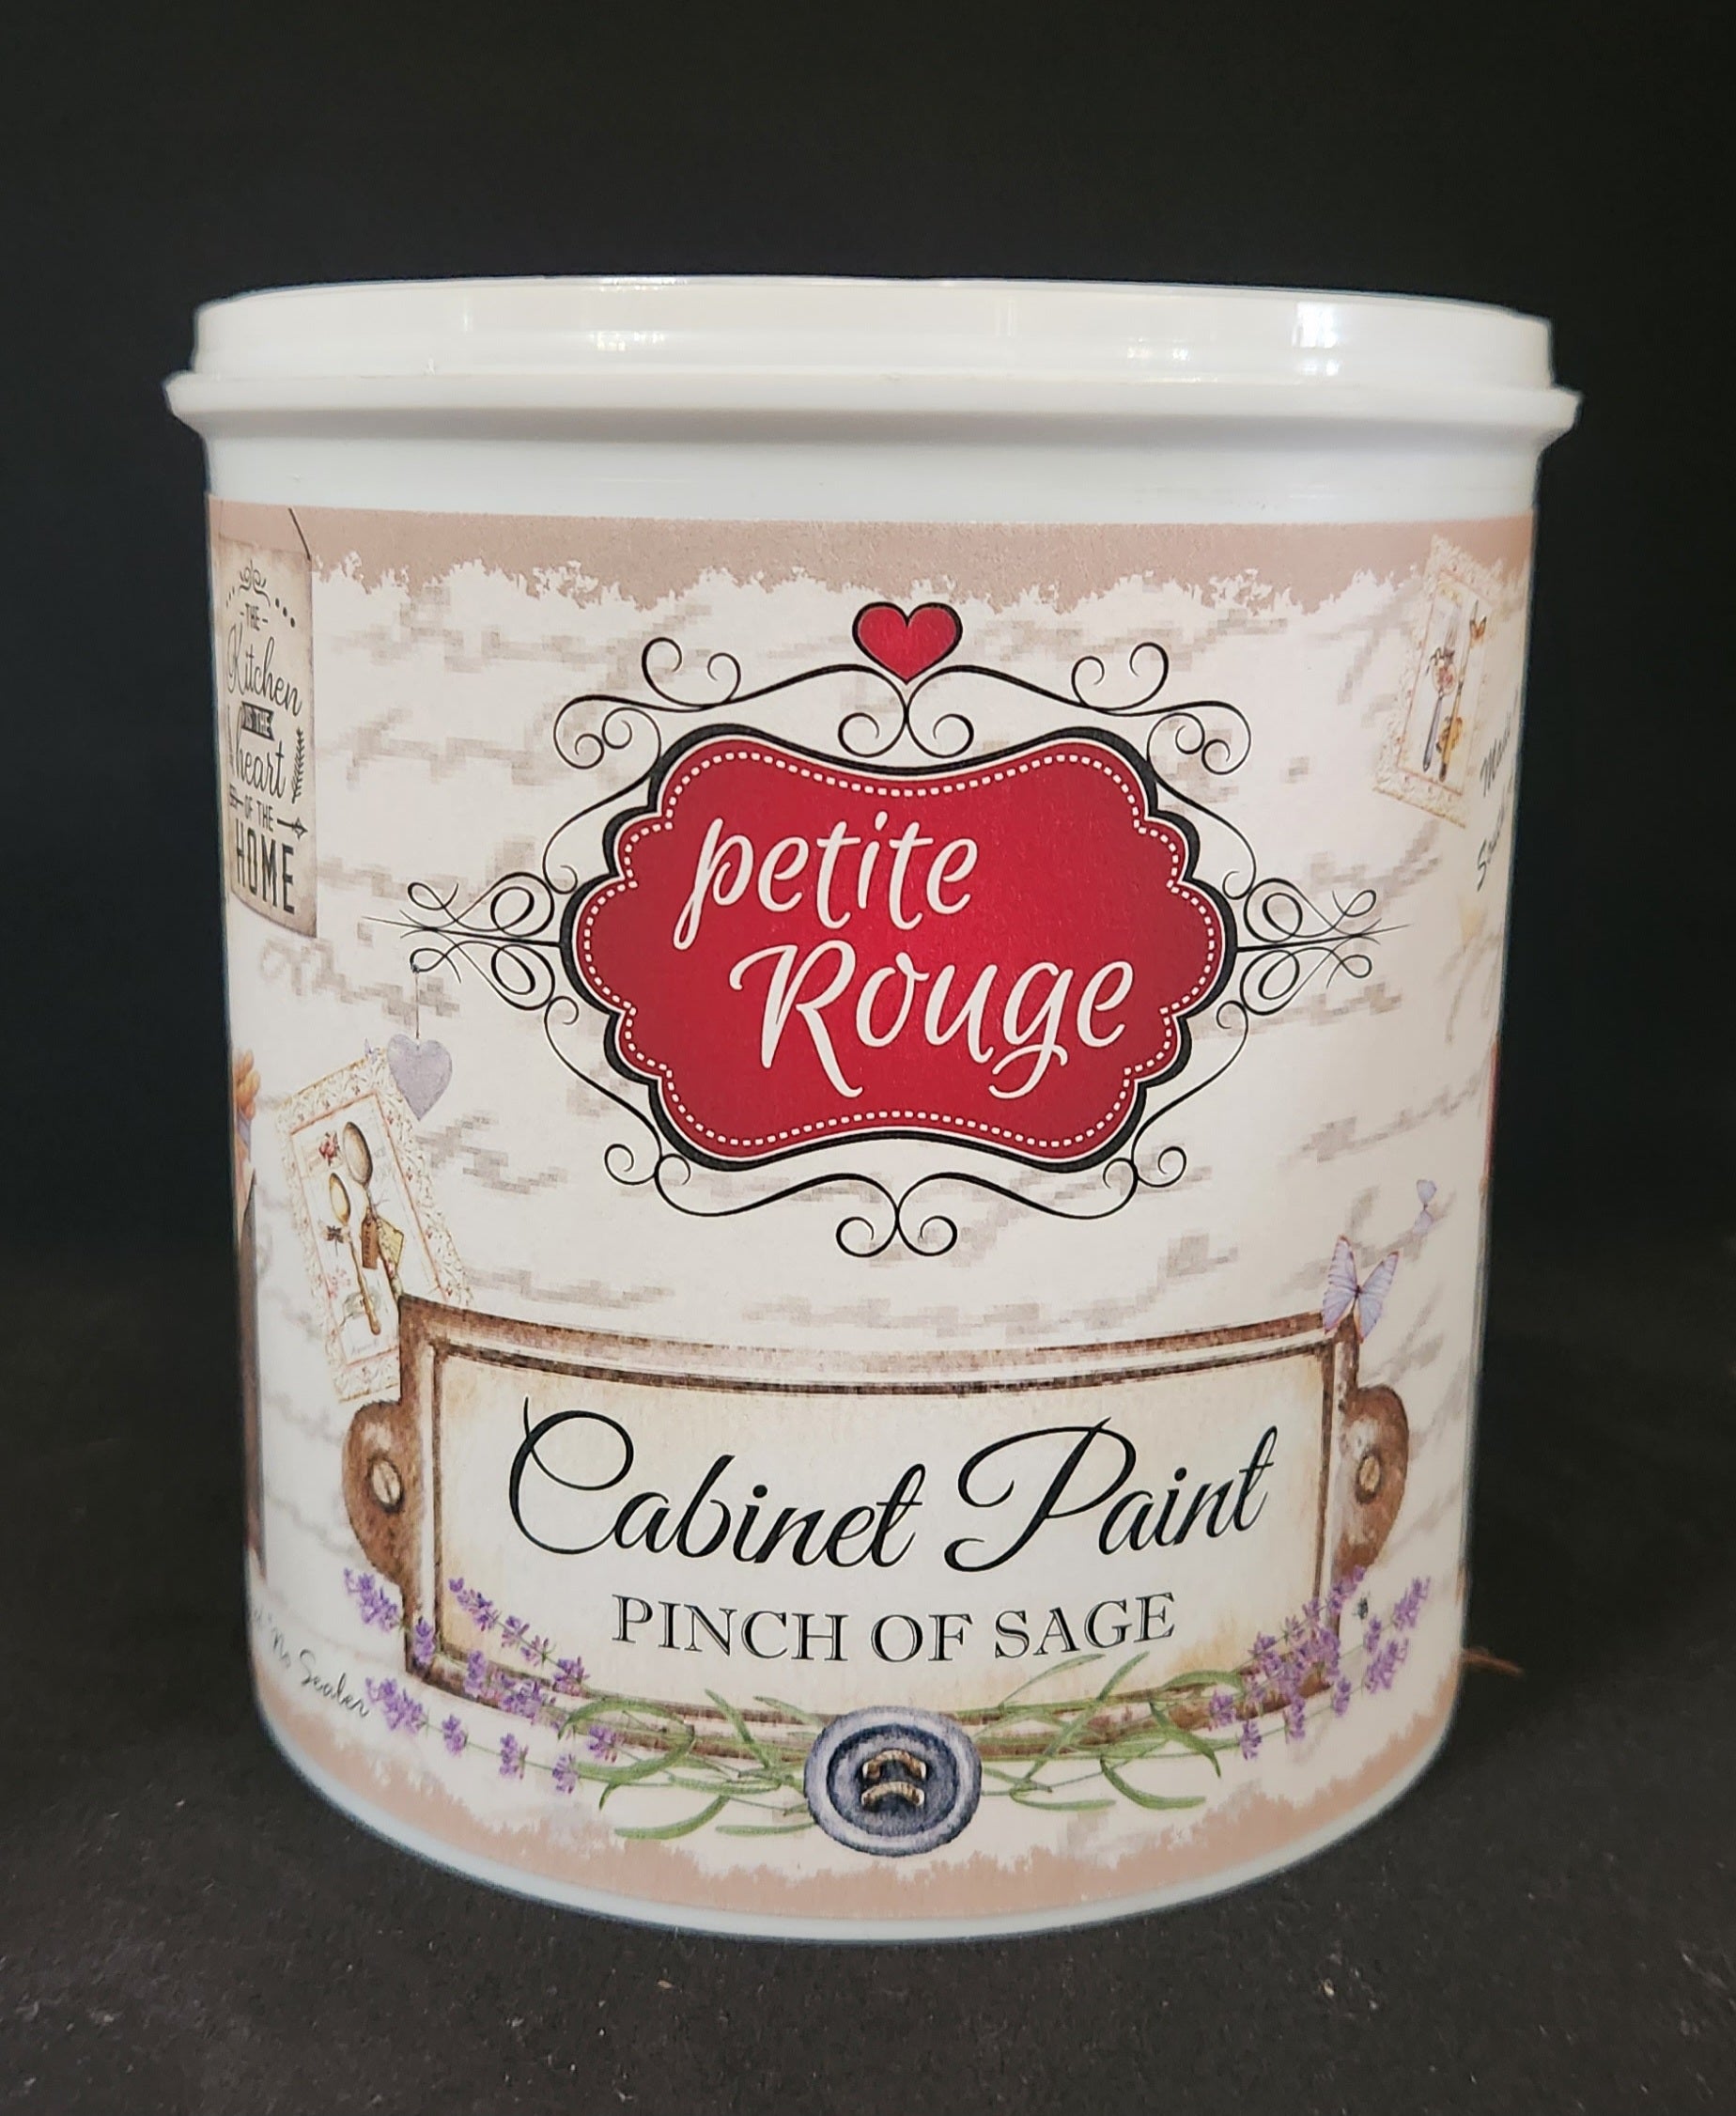 THE
Kitchen
IS THE
heart
OF THE
HOME
petite
Rouge
Cabinet Paint
PINCH OF SAGE
No Sealer